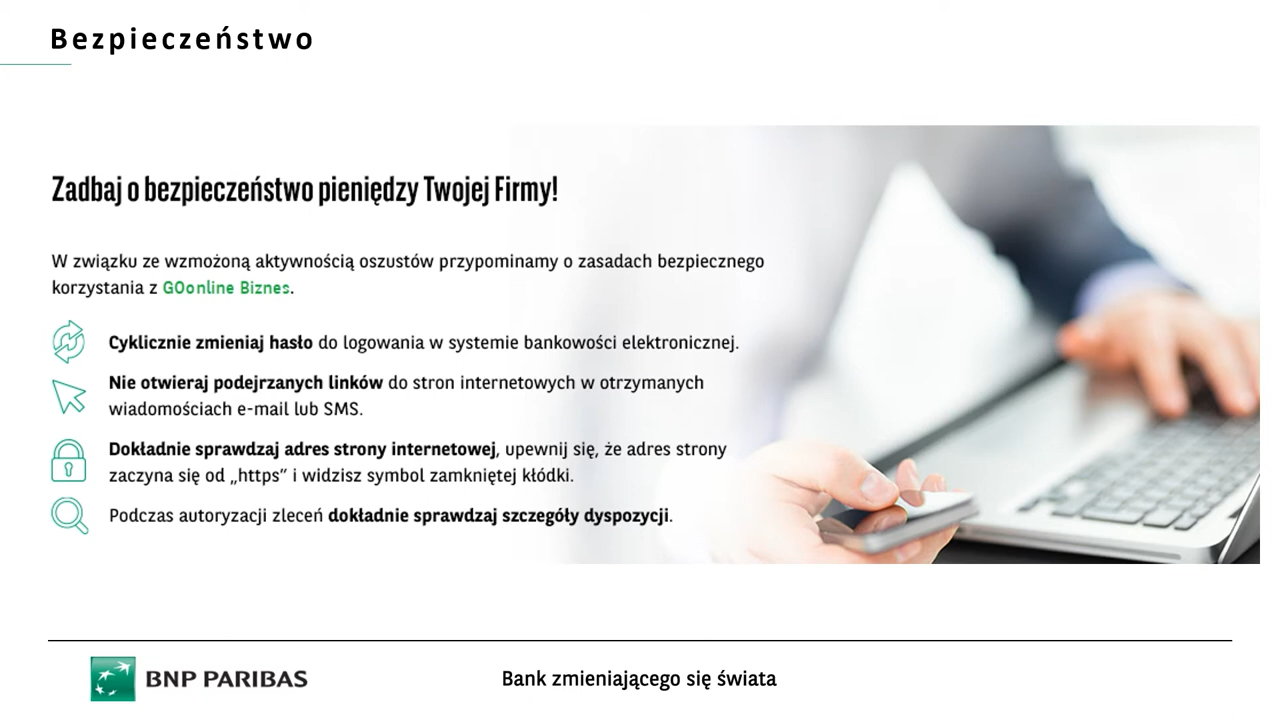 Bezpieczeństwo
Zadbaj o bezpieczeństwo pieniędzy Twojej Firmy!
W związku ze wzmożoną aktywnością oszustów przypominamy o zasadach bezpiecznego
korzystania z GOonline Biznes.
Cyklicznie zmieniaj hasło do logowania w systemie bankowości elektronicznej.
Nie otwieraj podejrzanych linków do stron internetowych w otrzymanych
wiadomościach e-mail lub SMS.
Dokładnie sprawdzaj adres strony internetowej, upewnij się, że adres strony
zaczyna się od „https” i widzisz symbol zamkniętej kłódki.
Podczas autoryzacji zleceń dokładnie sprawdzaj szczegóły dyspozycji.
BNP PARIBAS
Bank zmieniającego się świata